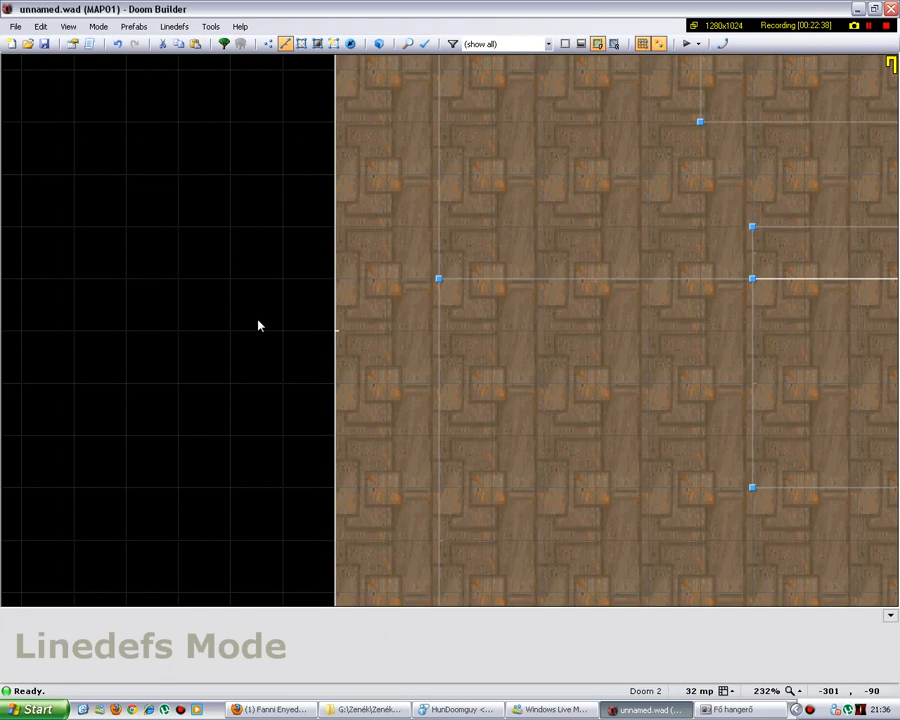 unnamed.wad (MAP01) - Doom Builder
File Edit View Mode Prefabs Linedefs Tools Help
1280x1024 Recording [00:22:38]
(show all)
Linedefs Mode
Ready. Doom 2 32 mp 232% -301 , -90
Start (1) Fanni Enyed... G:\Zenék\Zenék... HunDoomguy <... Windows Live M... unnamed.wad (... Fő hangerő 21:36